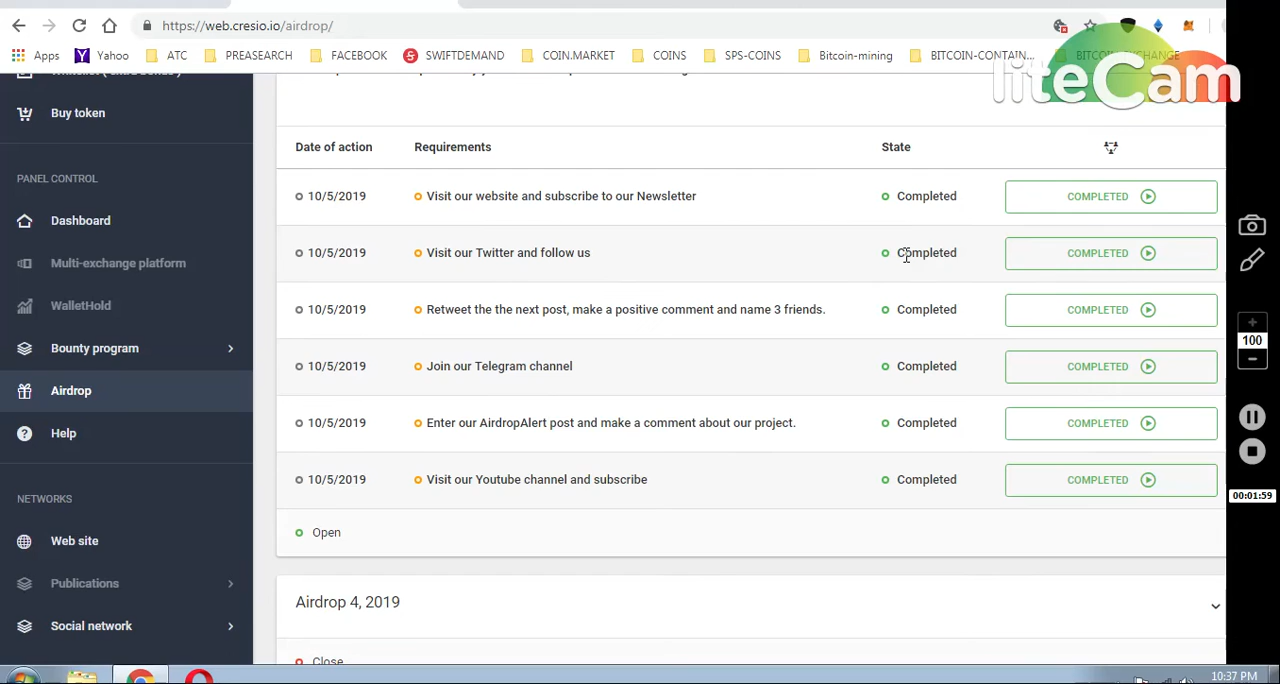 https://web.cresio.io/airdrop/
Apps Yahoo ATC PREASEARCH FACEBOOK SWIFTDEMAND COIN.MARKET COINS SPS-COINS Bitcoin-mining BITCOIN-CONTAIN...
liteCam
Buy token
PANEL CONTROL
Dashboard
Multi-exchange platform
WalletHold
Bounty program
Airdrop
Help
NETWORKS
Web site
Publications
Social network
Date of action Requirements State
10/5/2019 Visit our website and subscribe to our Newsletter Completed COMPLETED
10/5/2019 Visit our Twitter and follow us Completed COMPLETED
10/5/2019 Retweet the the next post, make a positive comment and name 3 friends. Completed COMPLETED
10/5/2019 Join our Telegram channel Completed COMPLETED
10/5/2019 Enter our AirdropAlert post and make a comment about our project. Completed COMPLETED
10/5/2019 Visit our Youtube channel and subscribe Completed COMPLETED
Open
Airdrop 4, 2019
Close
100
00:01:59
10:37 PM